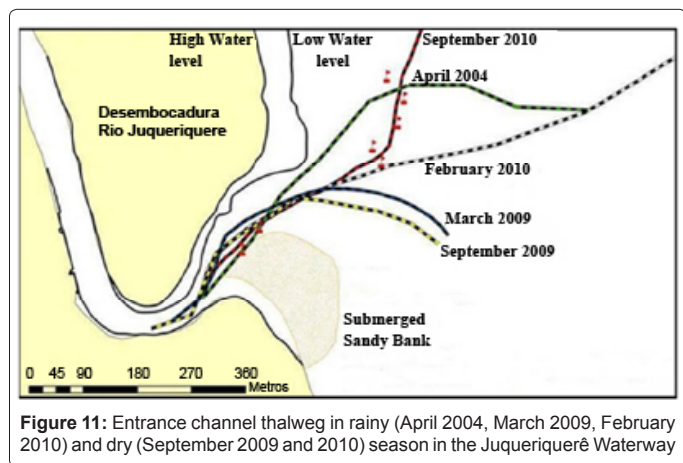 High Water
level
Low Water
level
September 2010
April 2004
Desembocadura
Rio Juqueriquere
February 2010
March 2009
September 2009
Submerged
Sandy Bank
0 45 90 180 270 360
Metros
Figure 11: Entrance channel thalweg in rainy (April 2004, March 2009, February
2010) and dry (September 2009 and 2010) season in the Juqueriquerê Waterway